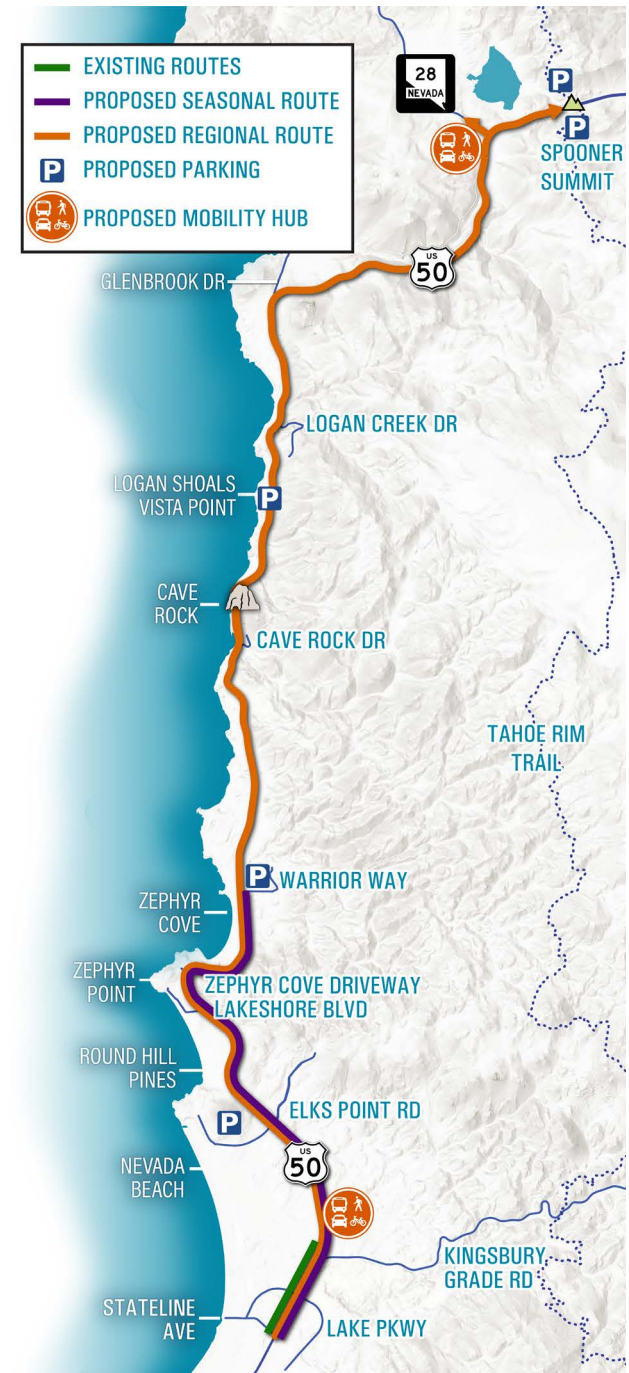 EXISTING ROUTES
PROPOSED SEASONAL ROUTE
PROPOSED REGIONAL ROUTE
P PROPOSED PARKING
PROPOSED MOBILITY HUB
28
NEVADA
P
P
SPOONER
SUMMIT
US
50
GLENBROOK DR
LOGAN CREEK DR
LOGAN SHOALS
VISTA POINT
P
CAVE
ROCK
CAVE ROCK DR
TAHOE RIM
TRAIL
P
WARRIOR WAY
ZEPHYR
COVE
ZEPHYR
POINT
ZEPHYR COVE DRIVEWAY
LAKESHORE BLVD
ROUND HILL
PINES
ELKS POINT RD
P
US
50
NEVADA
BEACH
KINGSBURY
GRADE RD
STATELINE
AVE
LAKE PKWY